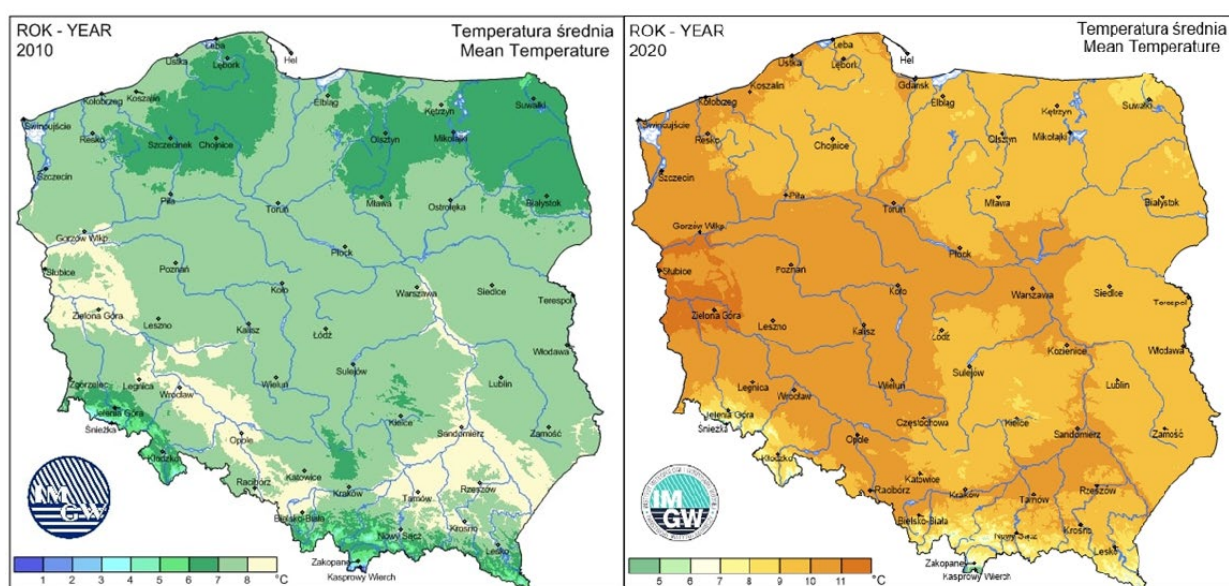 ROK - YEAR
2010
Temperatura średnia
Mean Temperature
Łeba
Hel
Ustka
Lębork
Kołobrzeg
Koszalin
Elbląg
Kętrzyn
Suwałki
Świnoujście
Resko
Szczecinek
Chojnice
Olsztyn
Mikołajki
Szczecin
Piła
Mława
Ostrołęka
Białystok
Toruń
Gorzów Wlkp.
Płock
Słubice
Poznań
Koło
Warszawa
Siedlce
Terespol
Zielona Góra
Leszno
Kalisz
Łódź
Włodawa
Sulejów
Zgorzelec
Legnica
Wrocław
Wieluń
Lublin
Jelenia Góra
Śnieżka
Kielce
Sandomierz
Zamość
Opole
Kłodzko
Katowice
Racibórz
Kraków
Tarnów
Rzeszów
Bielsko-Biała
Nowy Sącz
Krosno
Lesko
Zakopane
Kasprowy Wierch
IM
GW
1 2 3 4 5 6 7 8 °C
ROK - YEAR
2020
Temperatura średnia
Mean Temperature
Łeba
Hel
Ustka
Lębork
Koszalin
Gdańsk
Kołobrzeg
Elbląg
Kętrzyn
Suwałki
Świnoujście
Resko
Chojnice
Olsztyn
Mikołajki
Szczecin
Piła
Toruń
Mława
Białystok
Gorzów Wlkp.
Płock
Słubice
Poznań
Koło
Warszawa
Siedlce
Terespol
Zielona Góra
Leszno
Kalisz
Łódź
Kozienice
Włodawa
Sulejów
Legnica
Wrocław
Wieluń
Lublin
Jelenia Góra
Śnieżka
Częstochowa
Kielce
Sandomierz
Zamość
Opole
Kłodzko
Katowice
Racibórz
Kraków
Tarnów
Rzeszów
Bielsko-Biała
Nowy Sącz
Krosno
Lesko
Zakopane
Kasprowy Wierch
IM
GW
5 6 7 8 9 10 11 °C